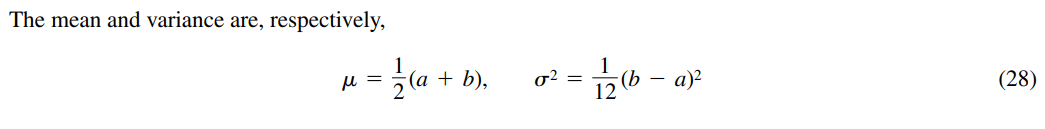 The mean and variance are, respectively,
μ = 1/2(a + b), σ² = 1/12(b − a)² (28)